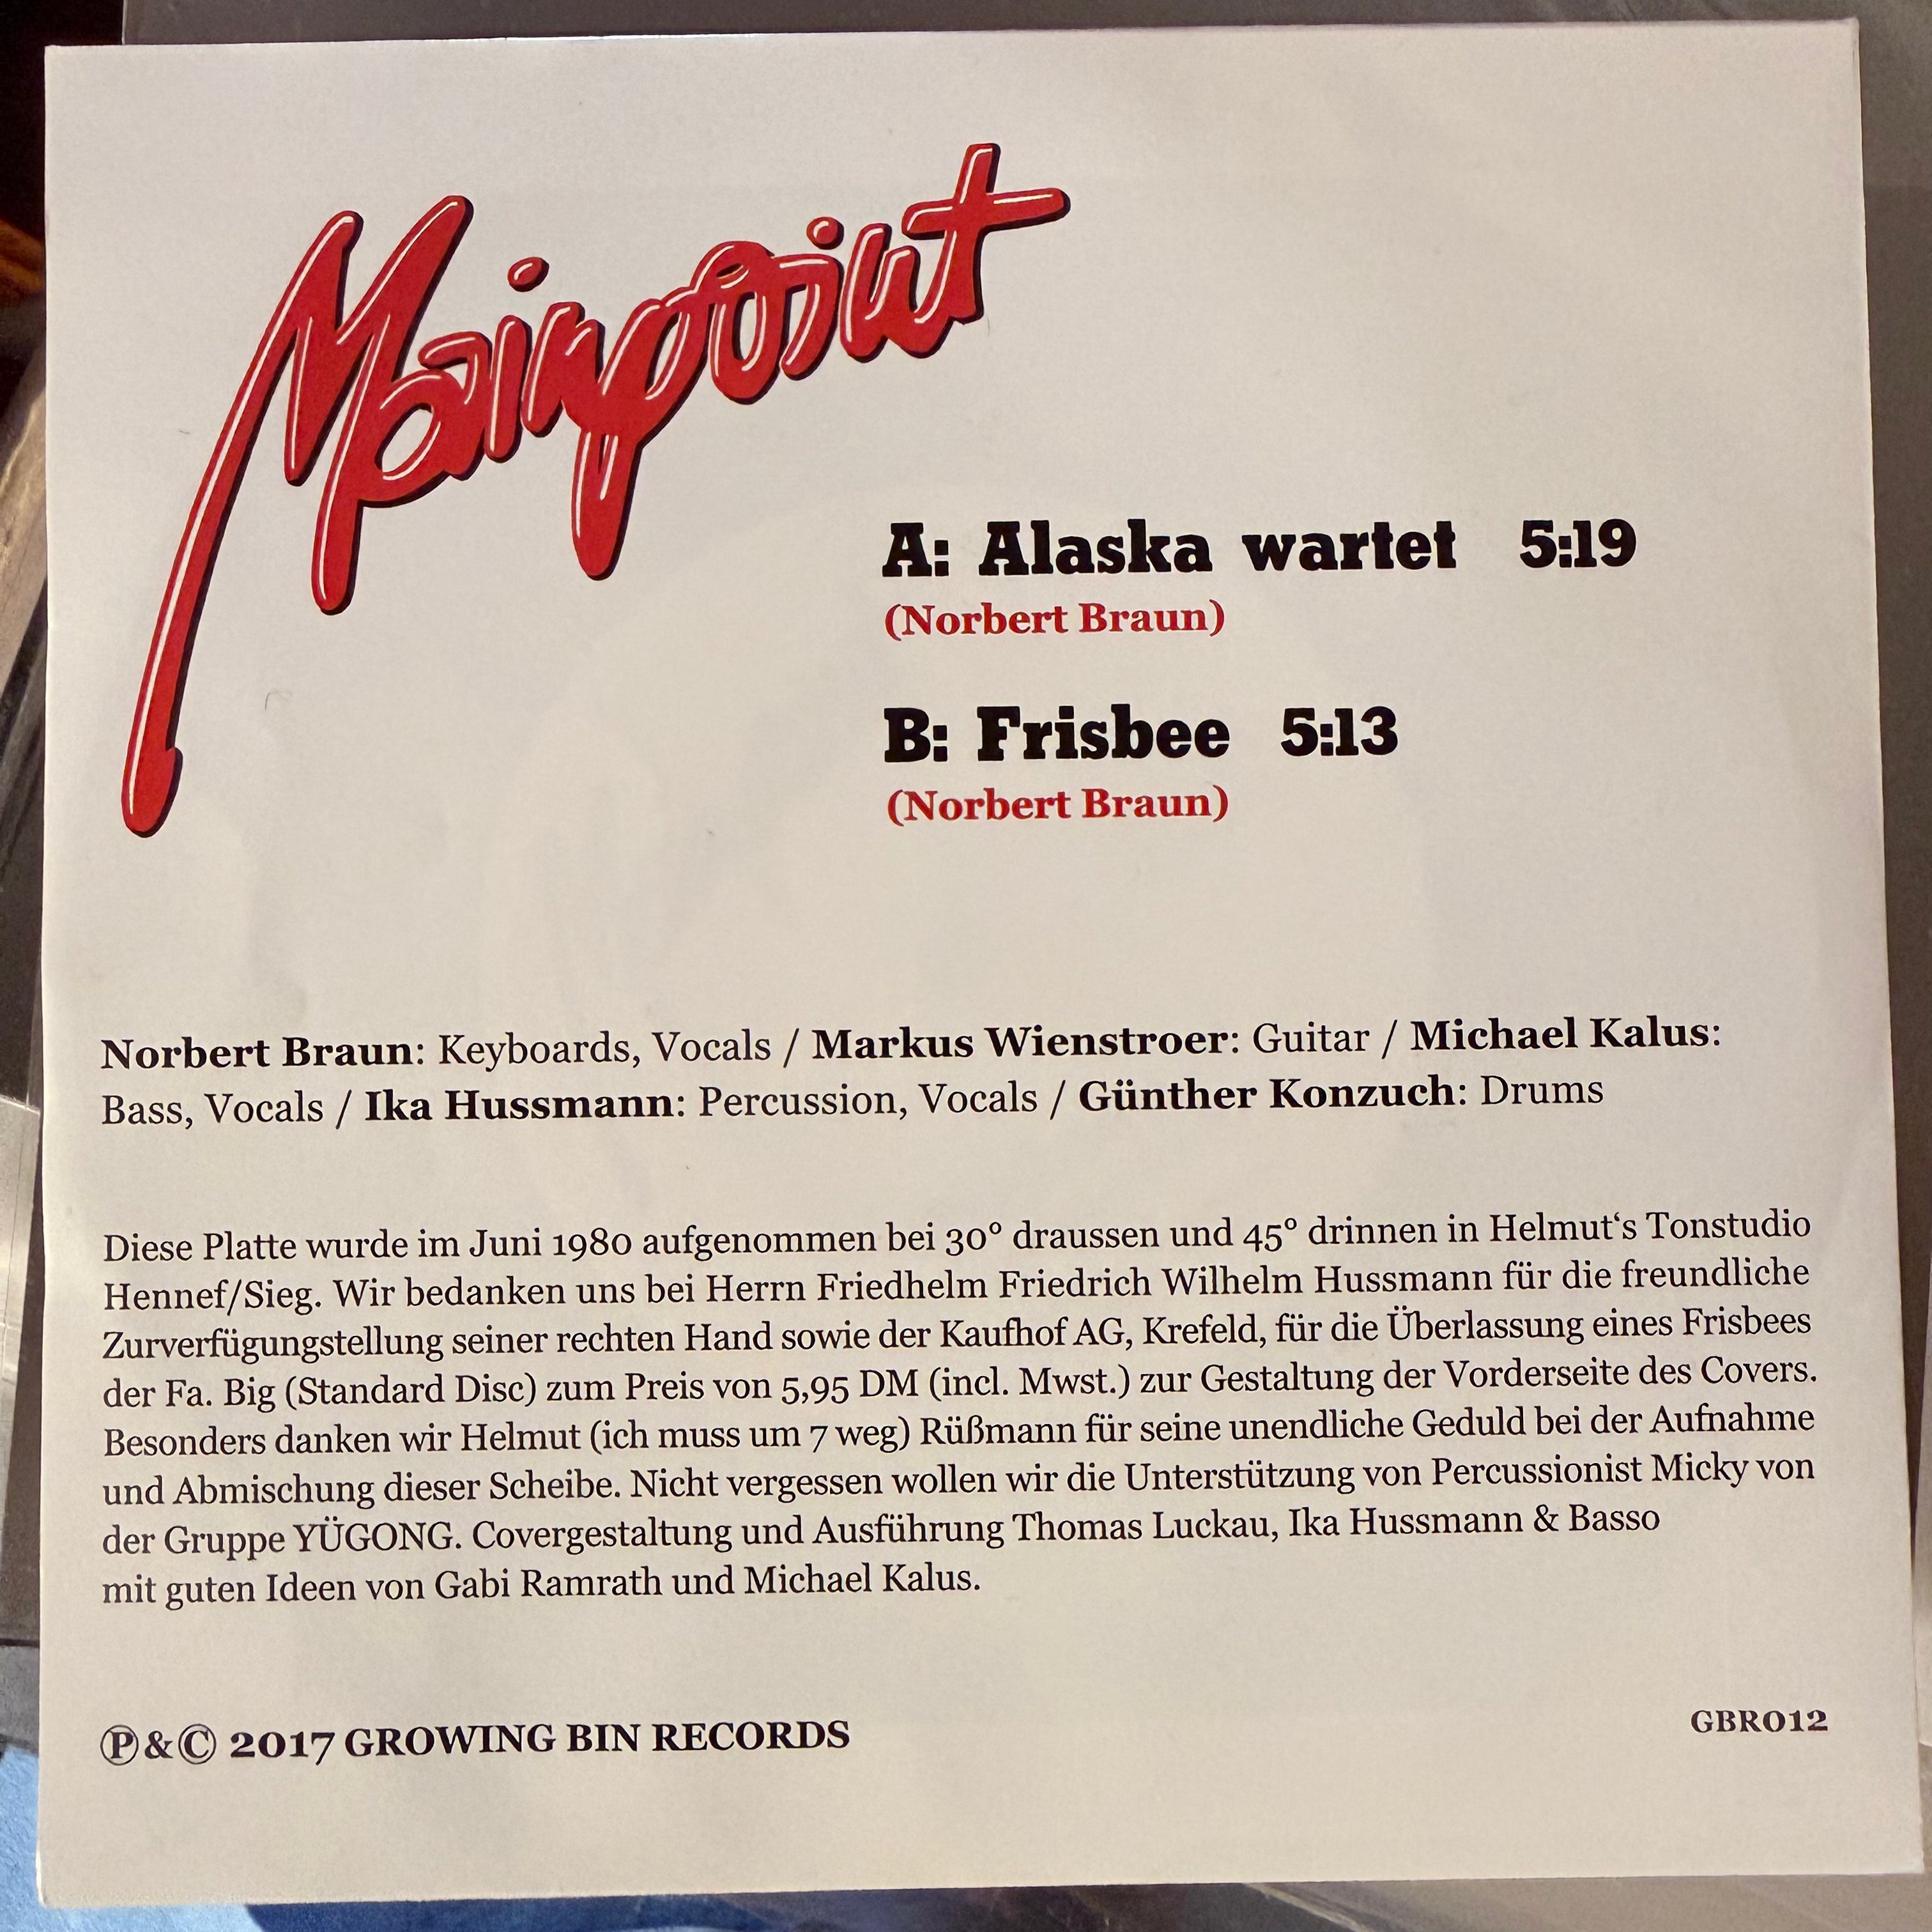 Mainpoint
A: Alaska wartet 5:19
(Norbert Braun)
B: Frisbee 5:13
(Norbert Braun)
Norbert Braun: Keyboards, Vocals / Markus Wienstroer: Guitar / Michael Kalus:
Bass, Vocals / Ika Hussmann: Percussion, Vocals / Günther Konzuch: Drums
Diese Platte wurde im Juni 1980 aufgenommen bei 30° draussen und 45° drinnen in Helmut‘s Tonstudio
Hennef/Sieg. Wir bedanken uns bei Herrn Friedhelm Friedrich Wilhelm Hussmann für die freundliche
Zurverfügungstellung seiner rechten Hand sowie der Kaufhof AG, Krefeld, für die Überlassung eines Frisbees
der Fa. Big (Standard Disc) zum Preis von 5,95 DM (incl. Mwst.) zur Gestaltung der Vorderseite des Covers.
Besonders danken wir Helmut (ich muss um 7 weg) Rüßmann für seine unendliche Geduld bei der Aufnahme
und Abmischung dieser Scheibe. Nicht vergessen wollen wir die Unterstützung von Percussionist Micky von
der Gruppe YÜGONG. Covergestaltung und Ausführung Thomas Luckau, Ika Hussmann & Basso
mit guten Ideen von Gabi Ramrath und Michael Kalus.
Ⓟ&Ⓒ 2017 GROWING BIN RECORDS
GBR012